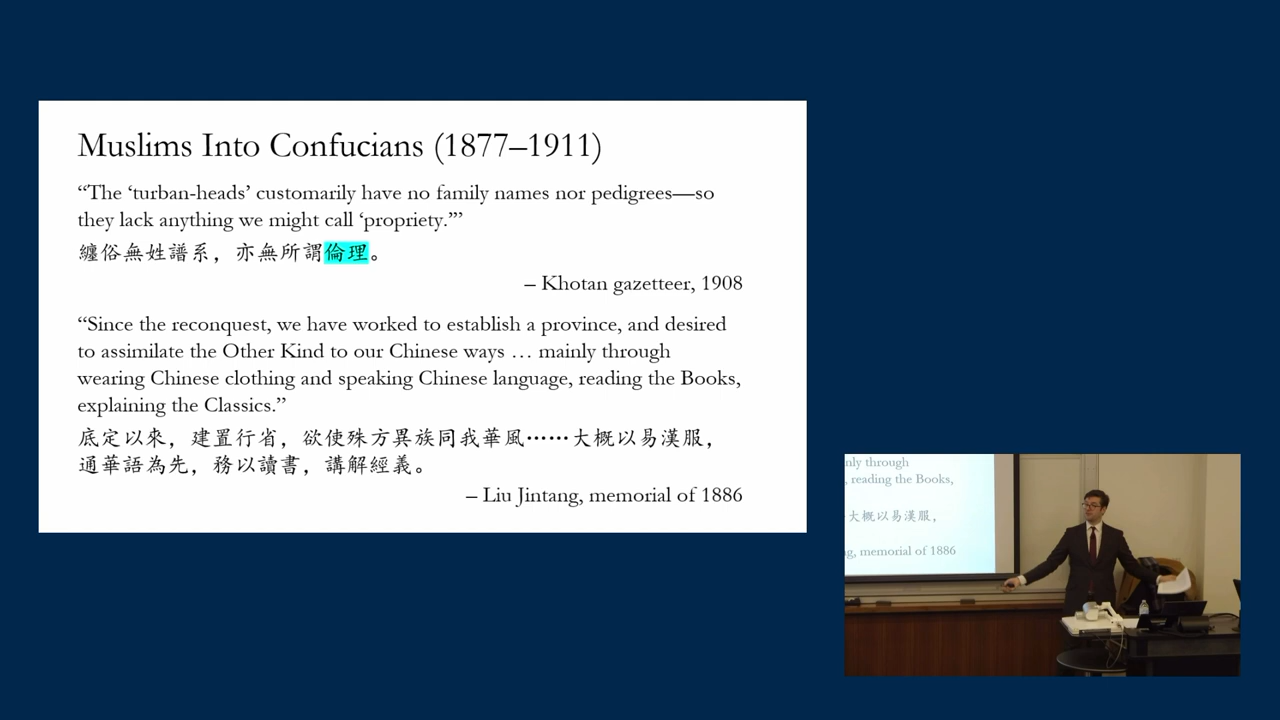 Muslims Into Confucians (1877–1911)
“The ‘turban-heads’ customarily have no family names nor pedigrees—so
they lack anything we might call ‘propriety.’”
纏俗無姓譜系，亦無所謂倫理。
– Khotan gazetteer, 1908
“Since the reconquest, we have worked to establish a province, and desired
to assimilate the Other Kind to our Chinese ways … mainly through
wearing Chinese clothing and speaking Chinese language, reading the Books,
explaining the Classics.”
底定以來，建置行省，欲使殊方異族同我華風……大概以易漢服，
通華語為先，務以讀書，講解經義。
– Liu Jintang, memorial of 1886
nly through
, reading the Books,
大概以易漢服，
ng, memorial of 1886